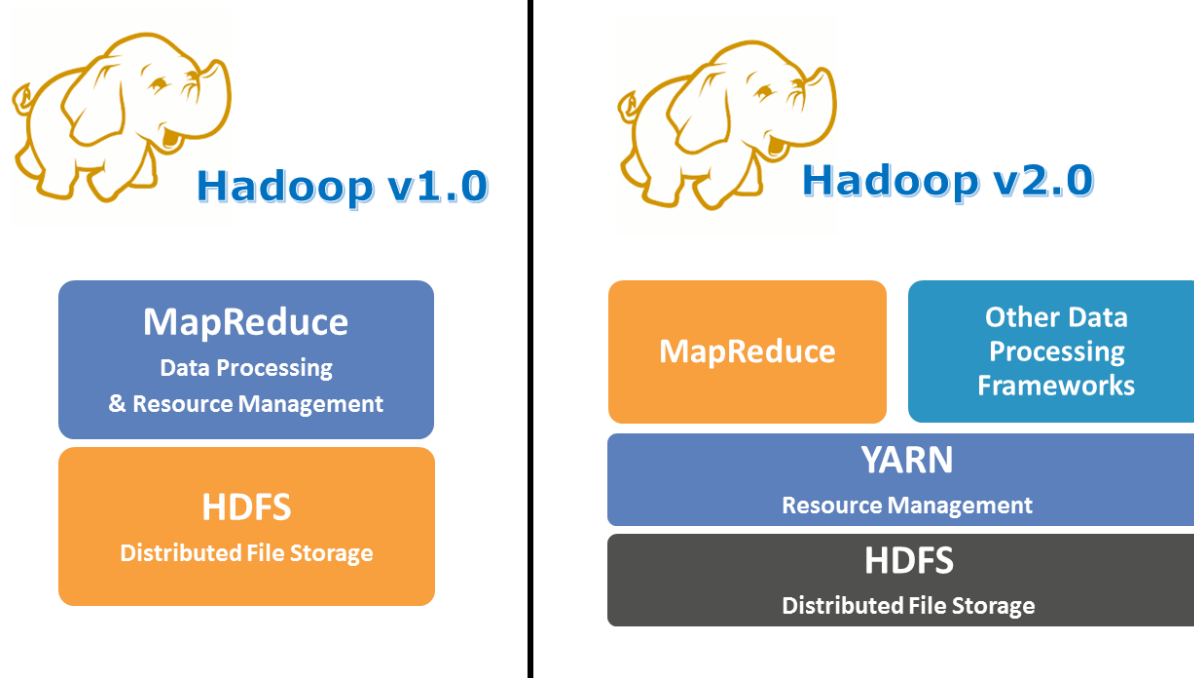 Hadoop v1.0
MapReduce
Data Processing
& Resource Management
HDFS
Distributed File Storage
Hadoop v2.0
MapReduce
Other Data
Processing
Frameworks
YARN
Resource Management
HDFS
Distributed File Storage